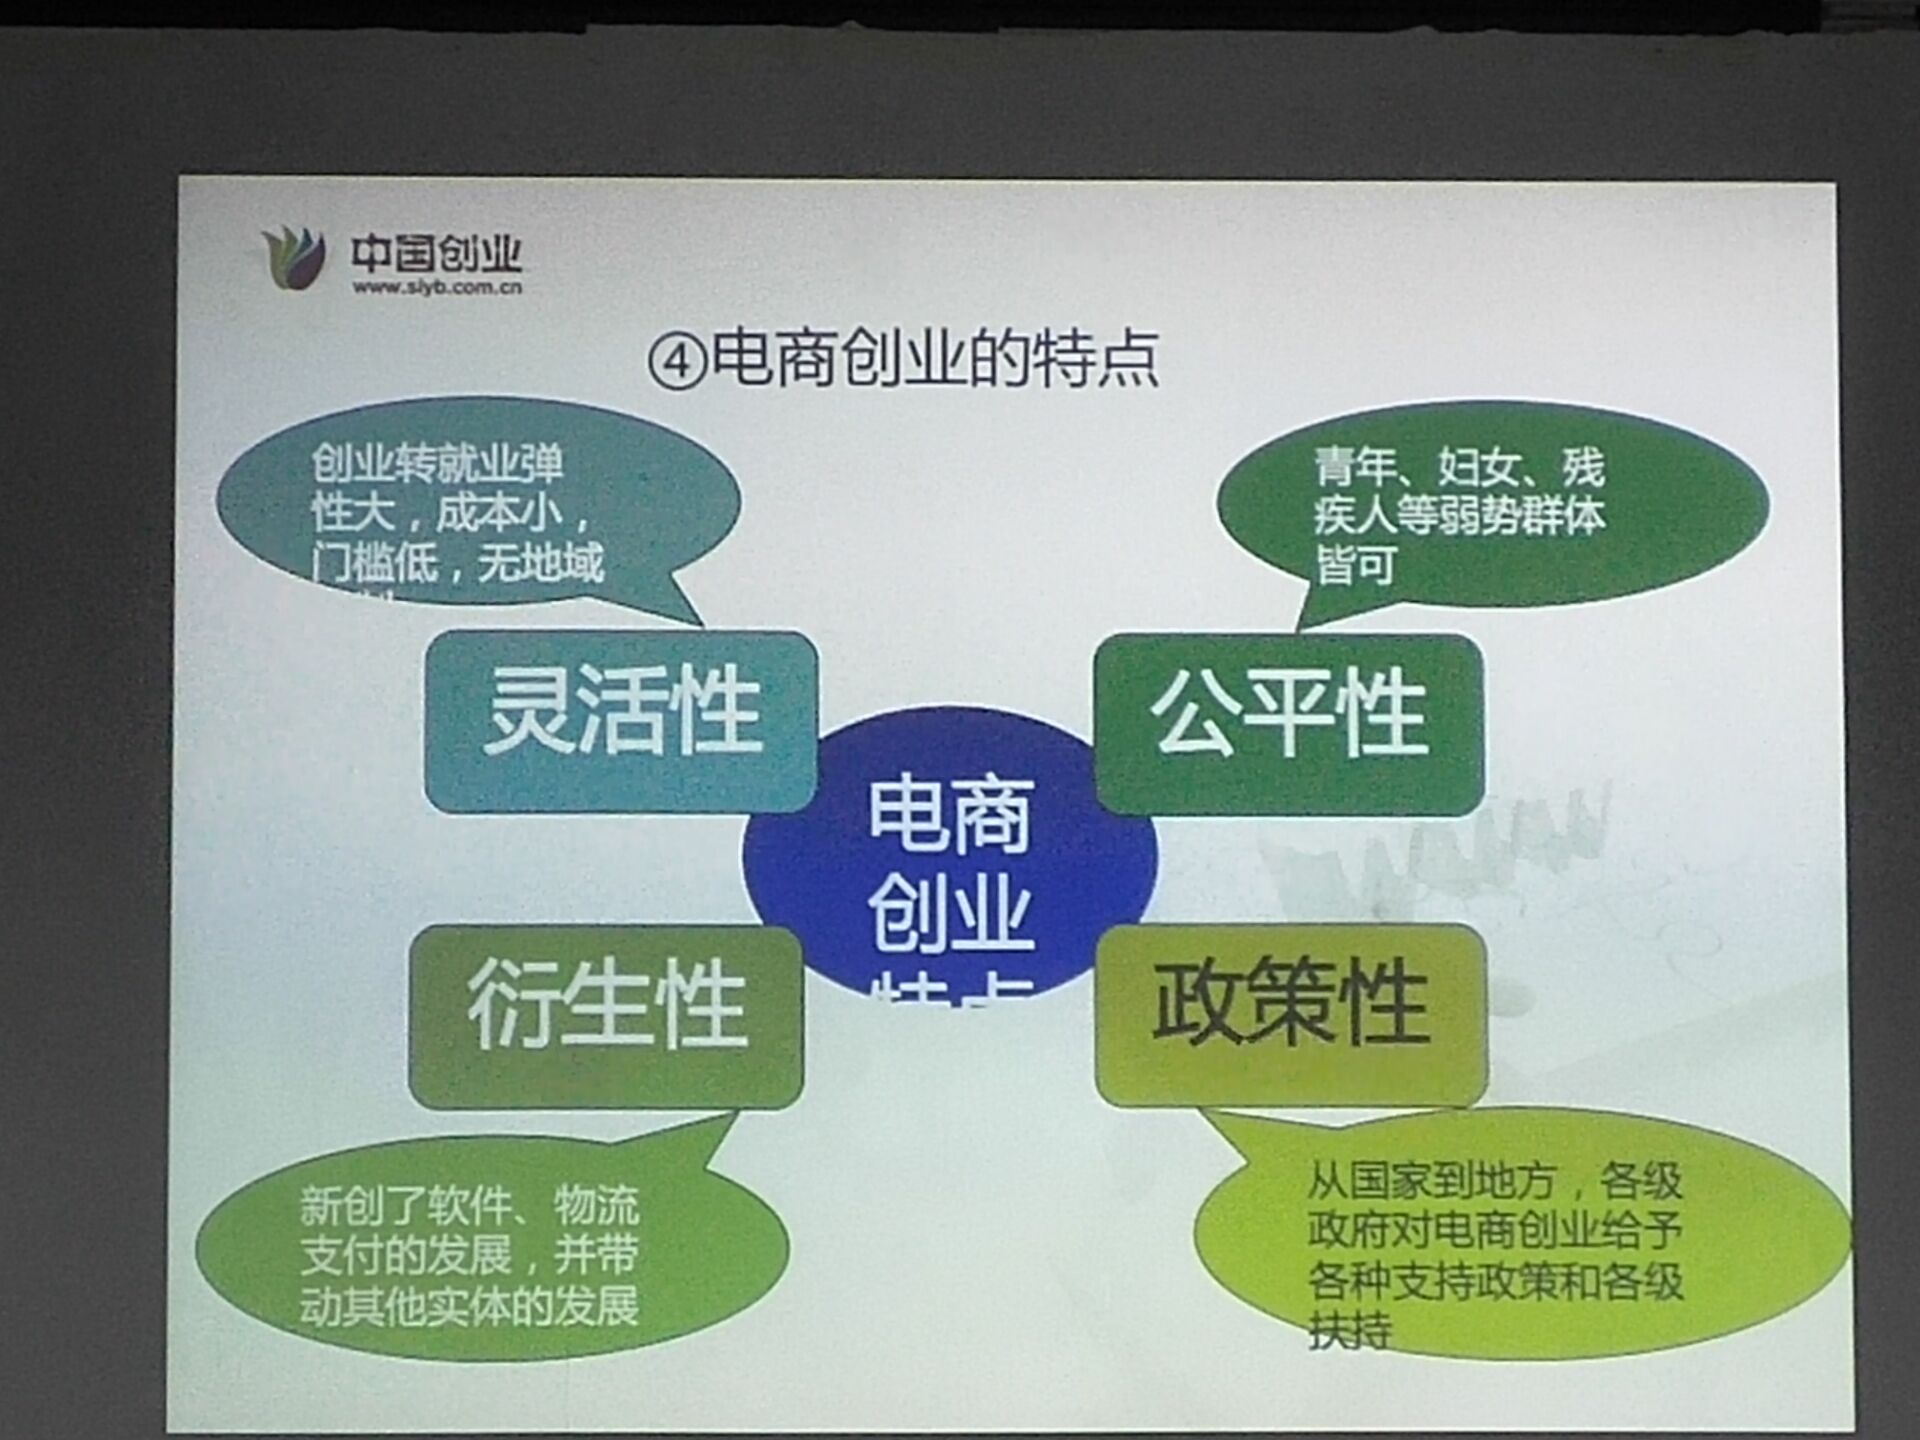 中国创业
www.siyb.com.cn
④电商创业的特点
创业转就业弹
性大，成本小，
门槛低，无地域
青年、妇女、残
疾人等弱势群体
皆可
灵活性
公平性
电商
创业
特点
衍生性
政策性
新创了软件、物流
支付的发展，并带
动其他实体的发展
从国家到地方，各级
政府对电商创业给予
各种支持政策和各级
扶持